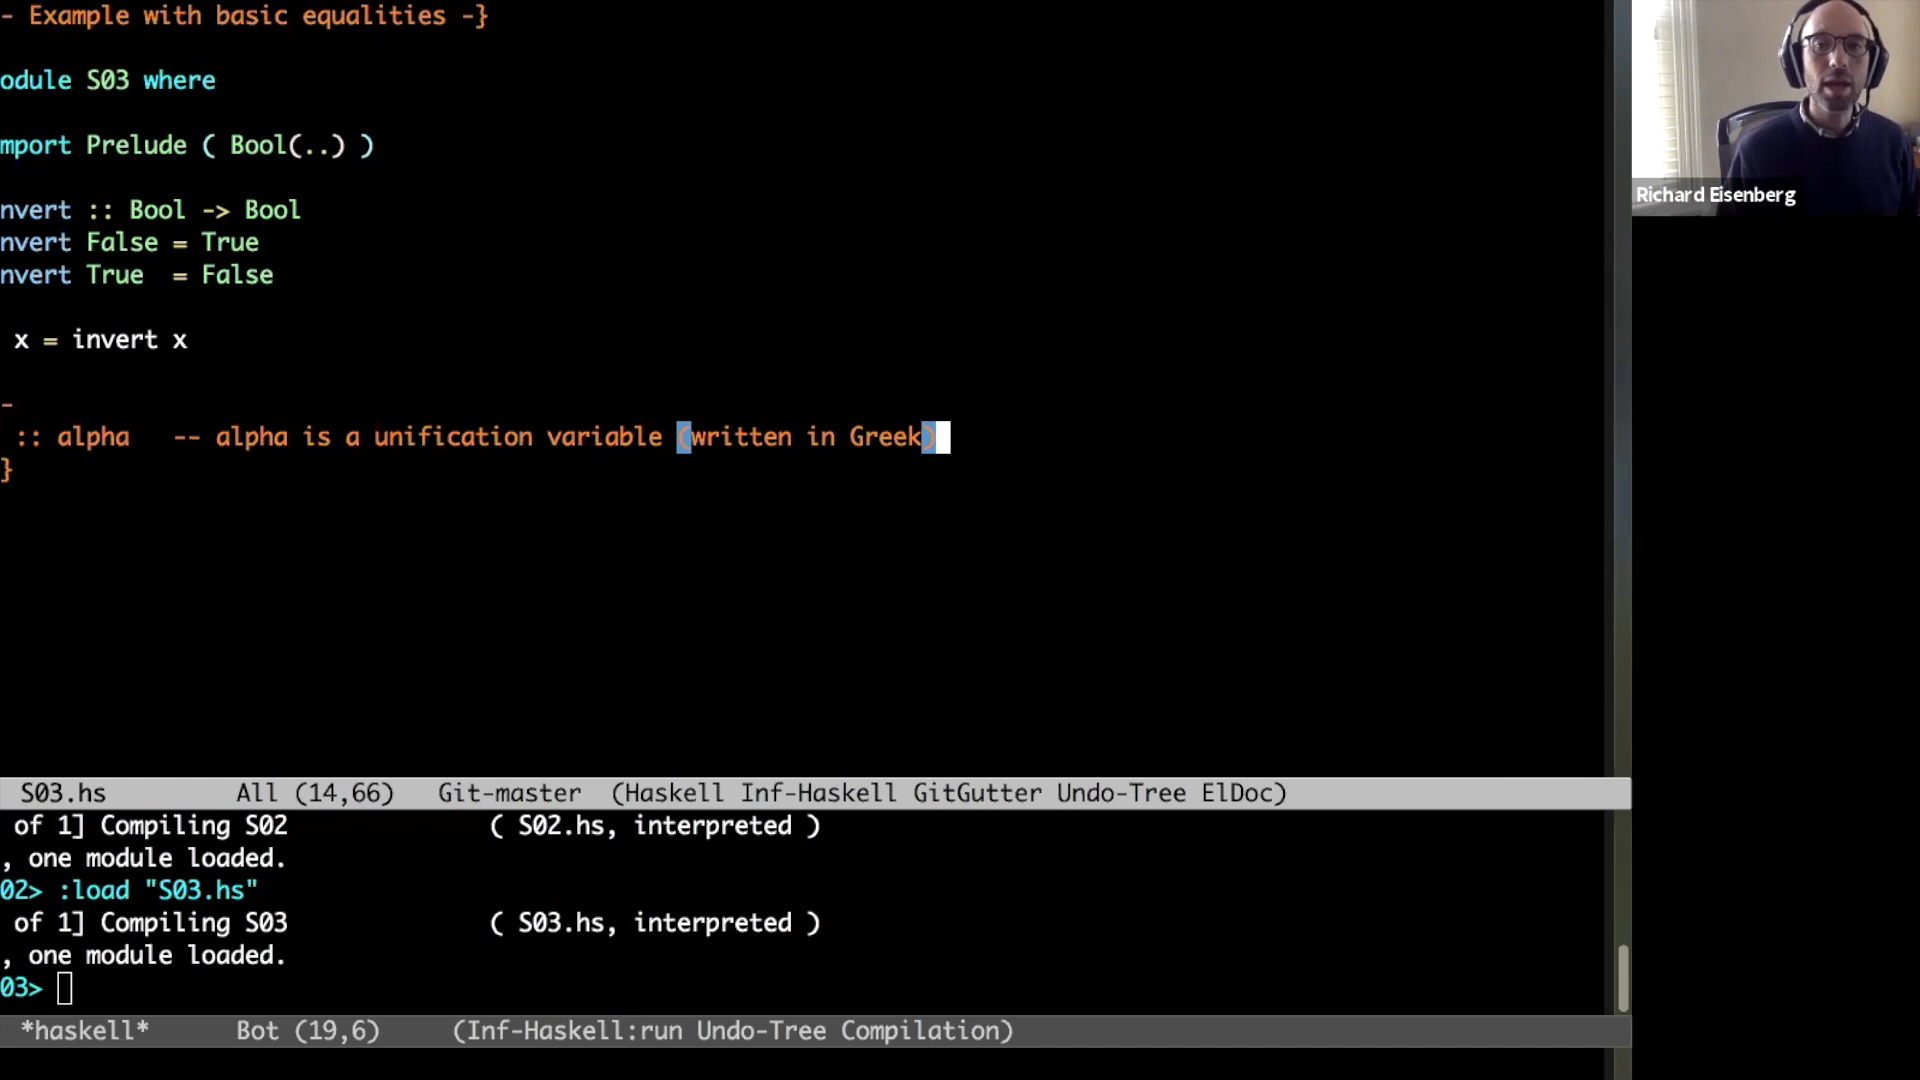 - Example with basic equalities -}
odule S03 where
mport Prelude ( Bool(..) )
nvert :: Bool -> Bool
nvert False = True
nvert True  = False
x = invert x
-
:: alpha   -- alpha is a unification variable (written in Greek)
}
S03.hs         All (14,66)   Git-master  (Haskell Inf-Haskell GitGutter Undo-Tree ElDoc)
of 1] Compiling S02              ( S02.hs, interpreted )
, one module loaded.
02> :load "S03.hs"
of 1] Compiling S03              ( S03.hs, interpreted )
, one module loaded.
03>
*haskell*      Bot (19,6)     (Inf-Haskell:run Undo-Tree Compilation)
Richard Eisenberg